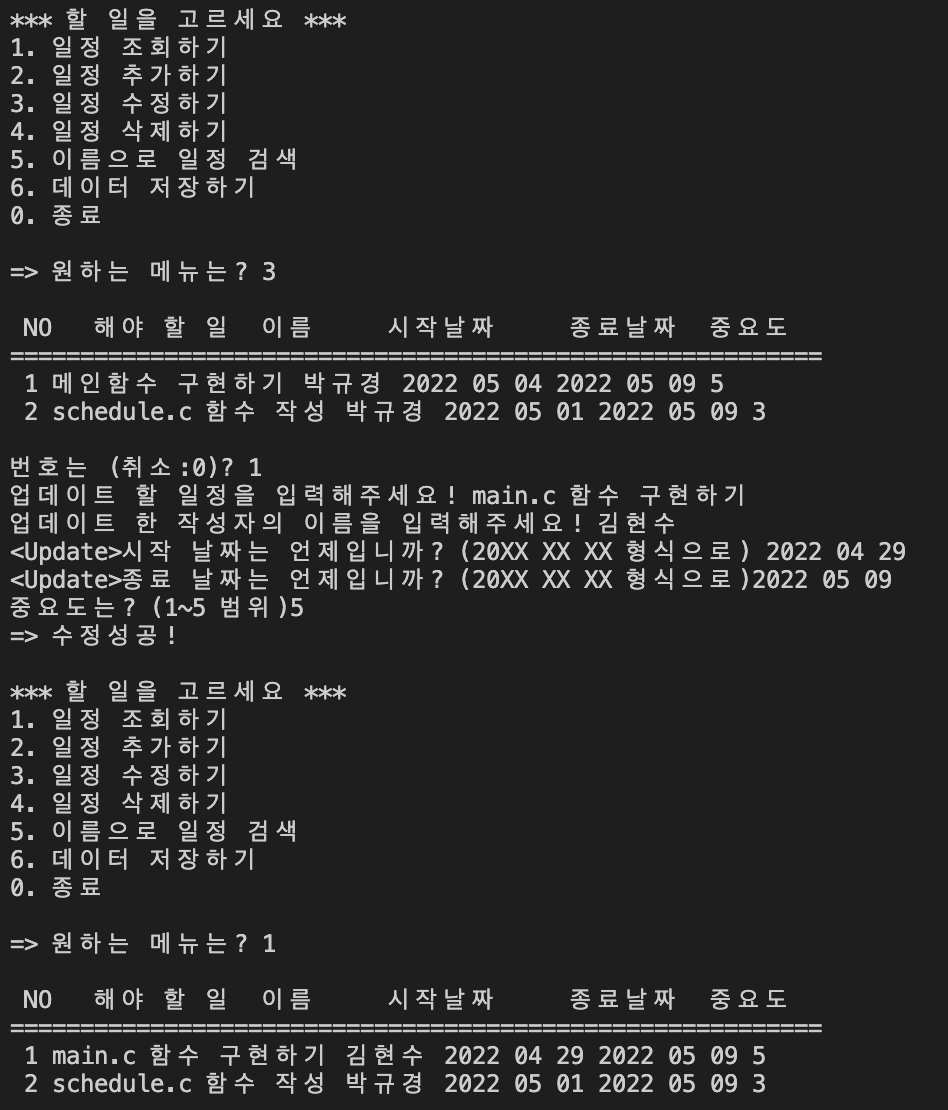 *** 할 일을 고르세요 ***
1. 일정 조회하기
2. 일정 추가하기
3. 일정 수정하기
4. 일정 삭제하기
5. 이름으로 일정 검색
6. 데이터 저장하기
0. 종료
=> 원하는 메뉴는? 3
NO 해야 할 일 이름 시작날짜 종료날짜 중요도
==========================================================
1 메인함수 구현하기 박규경 2022 05 04 2022 05 09 5
2 schedule.c 함수 작성 박규경 2022 05 01 2022 05 09 3
번호는 (취소:0)? 1
업데이트 할 일정을 입력해주세요! main.c 함수 구현하기
업데이트 한 작성자의 이름을 입력해주세요! 김현수
<Update>시작 날짜는 언제입니까? (20XX XX XX 형식으로) 2022 04 29
<Update>종료 날짜는 언제입니까? (20XX XX XX 형식으로)2022 05 09
중요도는? (1~5 범위)5
=> 수정성공!
*** 할 일을 고르세요 ***
1. 일정 조회하기
2. 일정 추가하기
3. 일정 수정하기
4. 일정 삭제하기
5. 이름으로 일정 검색
6. 데이터 저장하기
0. 종료
=> 원하는 메뉴는? 1
NO 해야 할 일 이름 시작날짜 종료날짜 중요도
==========================================================
1 main.c 함수 구현하기 김현수 2022 04 29 2022 05 09 5
2 schedule.c 함수 작성 박규경 2022 05 01 2022 05 09 3